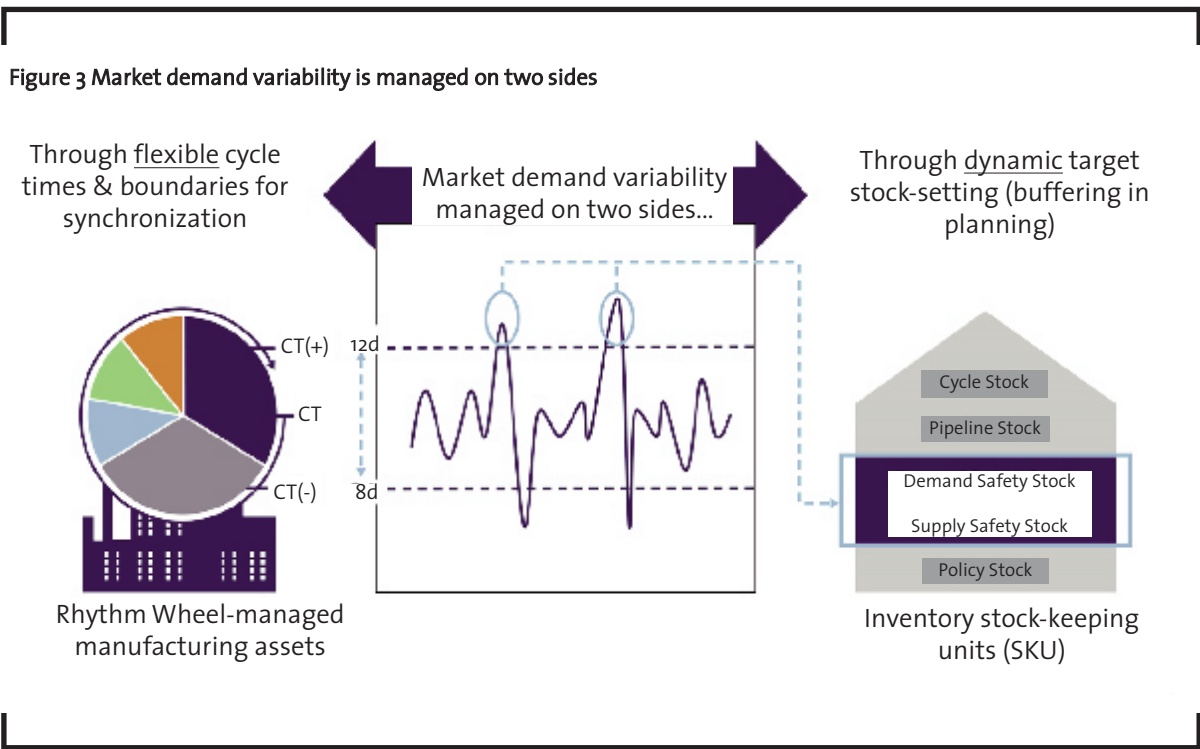 Figure 3 Market demand variability is managed on two sides
Through flexible cycle
times & boundaries for
synchronization
Market demand variability
managed on two sides...
Through dynamic target
stock-setting (buffering in
planning)
CT(+)
CT
CT(-)
12d
8d
Cycle Stock
Pipeline Stock
Demand Safety Stock
Supply Safety Stock
Policy Stock
Rhythm Wheel-managed
manufacturing assets
Inventory stock-keeping
units (SKU)